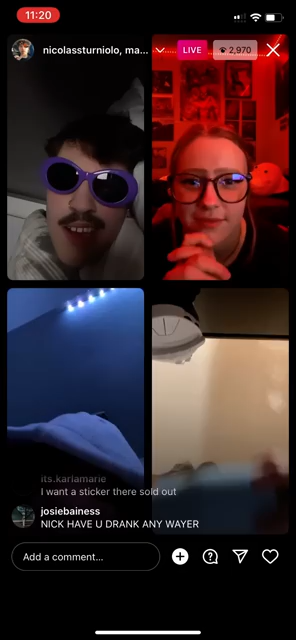 11:20
nicolassturniolo, ma...
LIVE
2,970
its.karlamarie
I want a sticker there sold out
josiebainess
NICK HAVE U DRANK ANY WAYER
Add a comment...